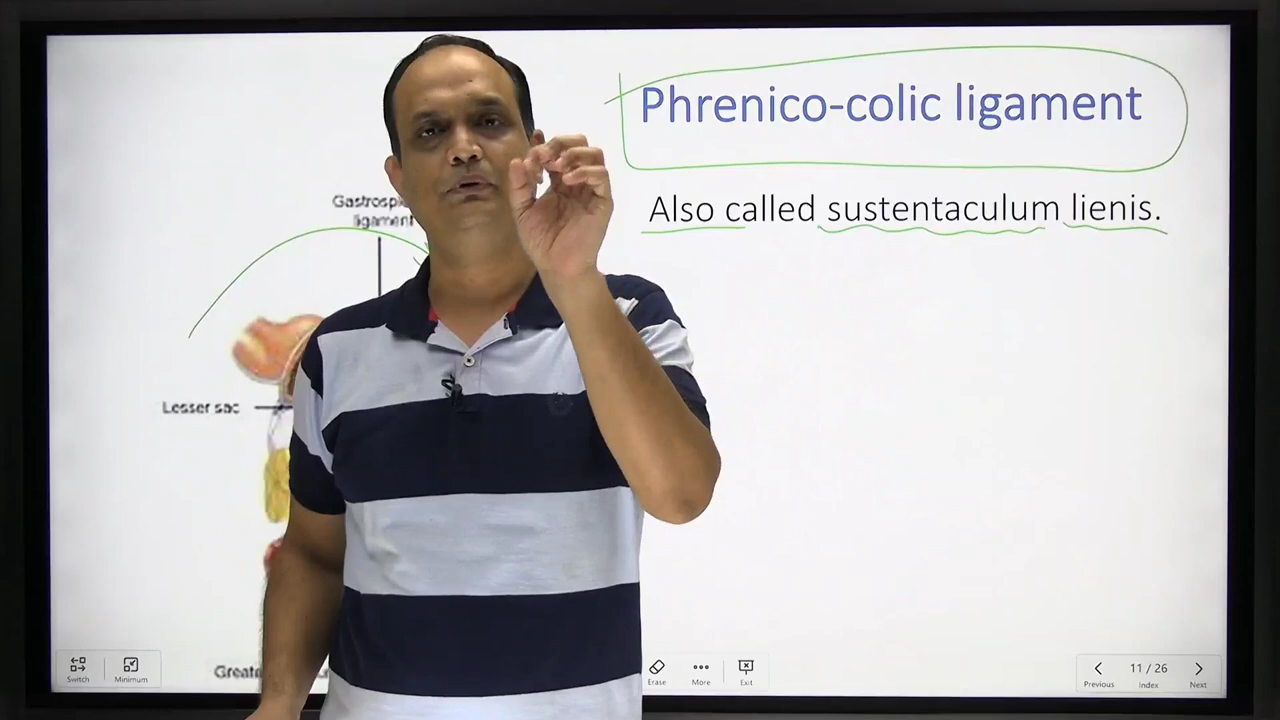 Phrenico-colic ligament
Also called sustentaculum lienis.
ligament
Lesser sac
Switch
Minimum
Erase
More
Exit
Previous
11 / 26
Index
Next